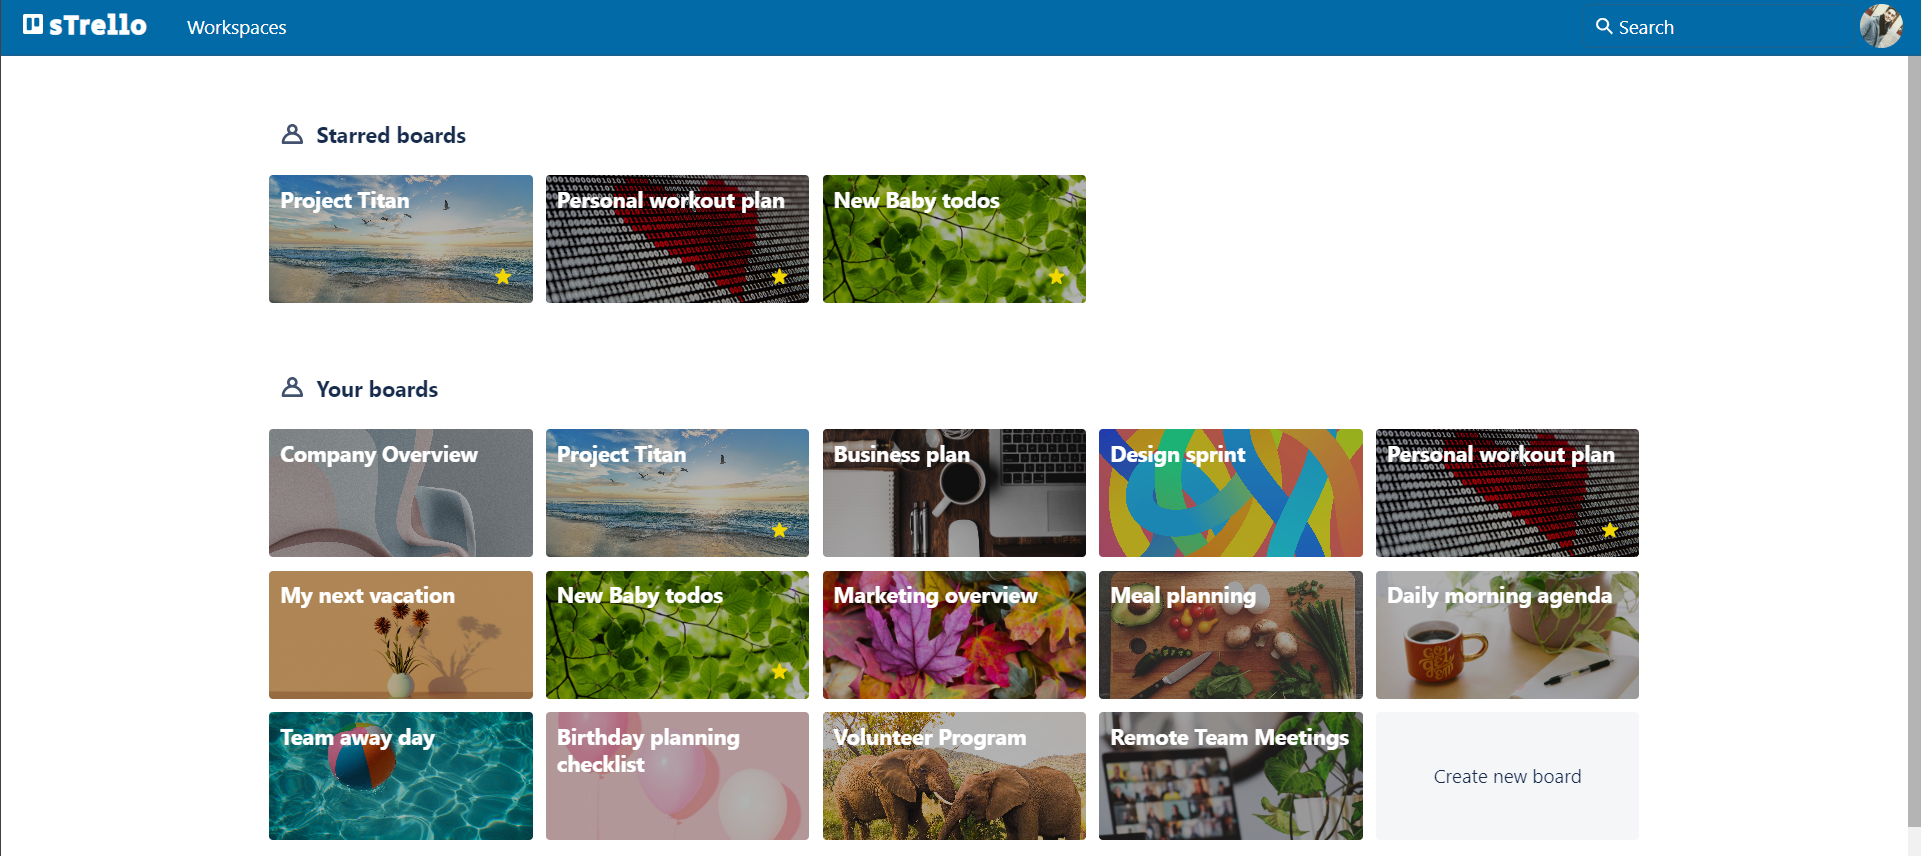 sTrello
Workspaces
Search
Starred boards
Project Titan
Personal workout plan
New Baby todos
Your boards
Company Overview
Project Titan
Business plan
Design sprint
Personal workout plan
My next vacation
New Baby todos
Marketing overview
Meal planning
Daily morning agenda
Team away day
Birthday planning
checklist
Volunteer Program
Remote Team Meetings
Create new board